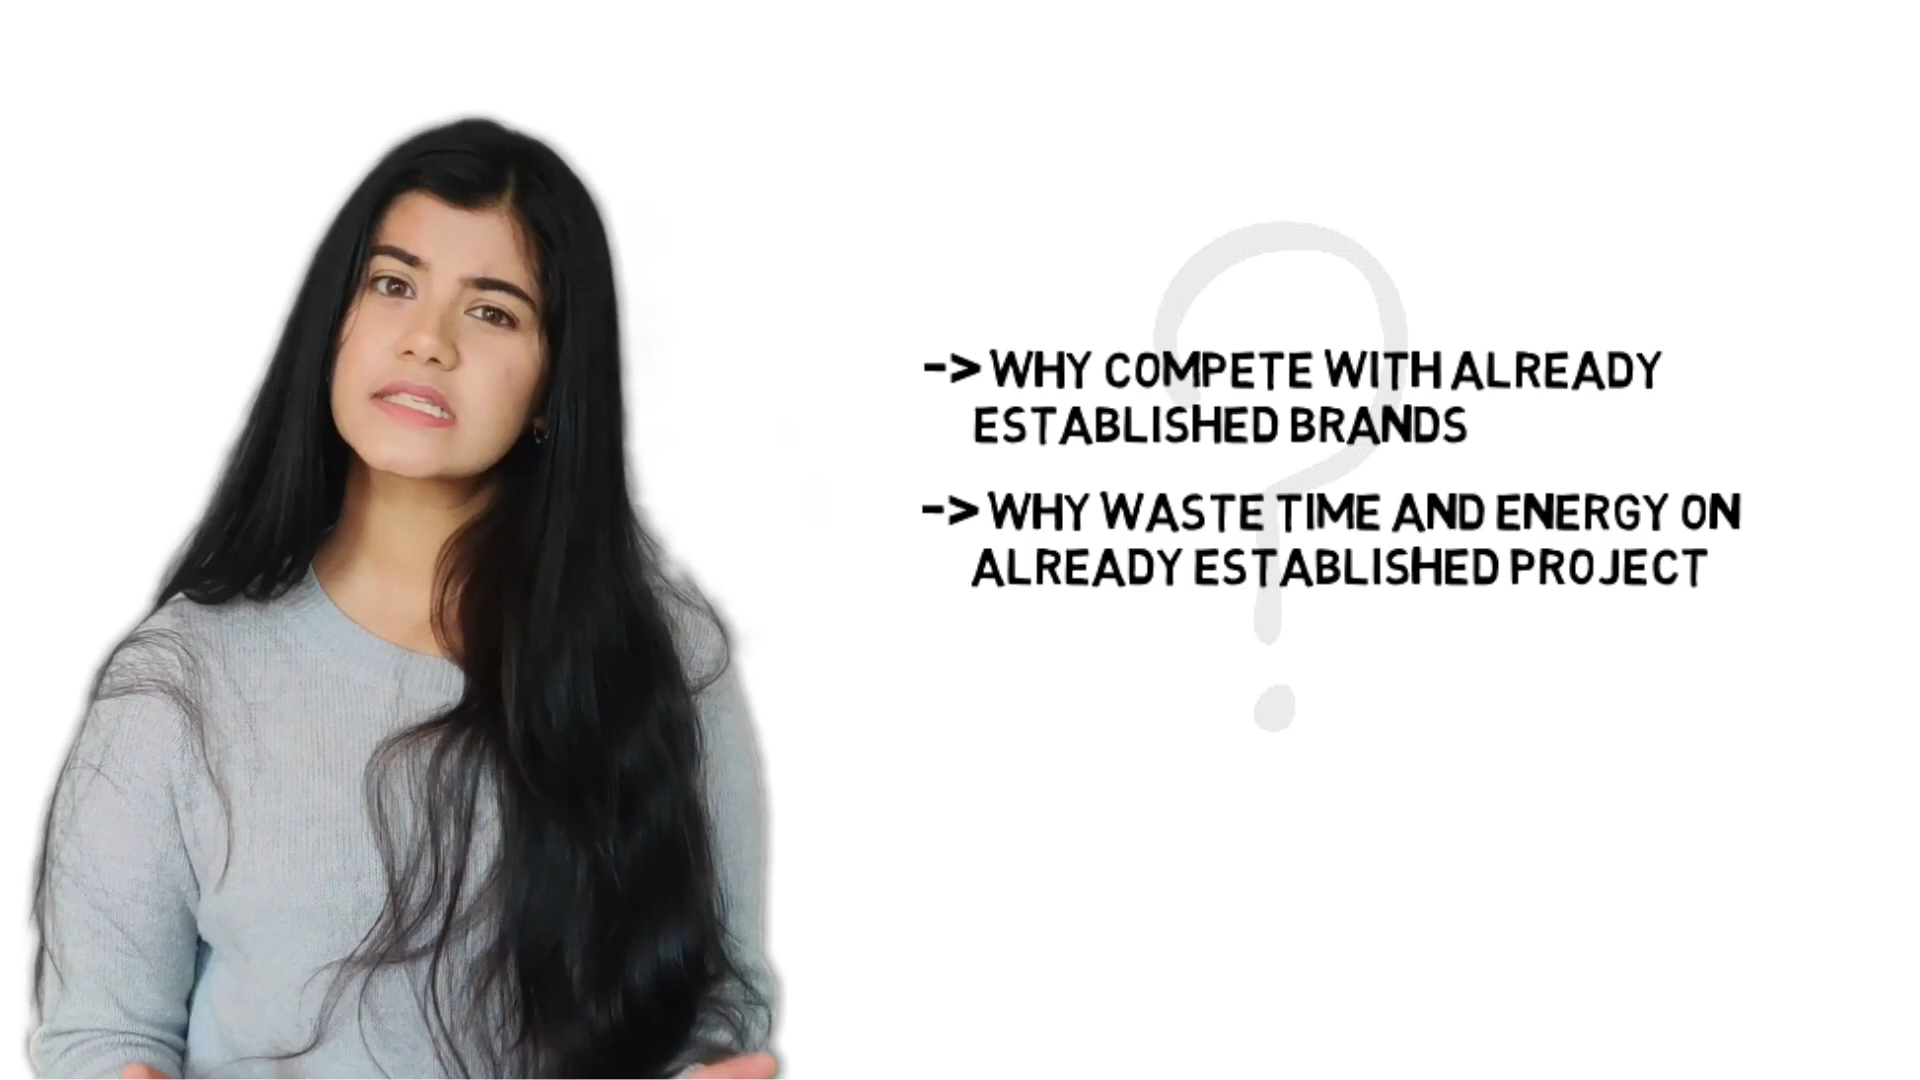 -> WHY COMPETE WITH ALREADY
ESTABLISHED BRANDS
-> WHY WASTE TIME AND ENERGY ON
ALREADY ESTABLISHED PROJECT
?